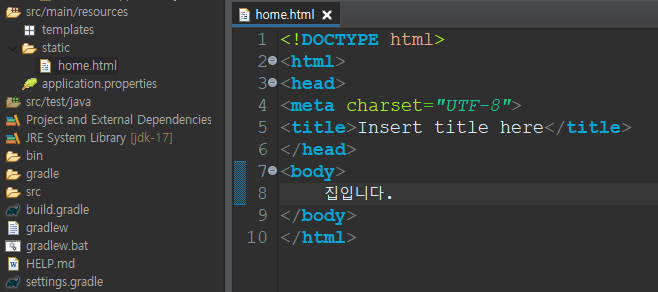 src/main/resources
templates
static
home.html
application.properties
src/test/java
Project and External Dependencies
JRE System Library [jdk-17]
bin
gradle
src
build.gradle
gradlew
gradlew.bat
HELP.md
settings.gradle
home.html
1 <!DOCTYPE html>
2 <html>
3 <head>
4 <meta charset="UTF-8">
5 <title>Insert title here</title>
6 </head>
7 <body>
8 집입니다.
9 </body>
10 </html>